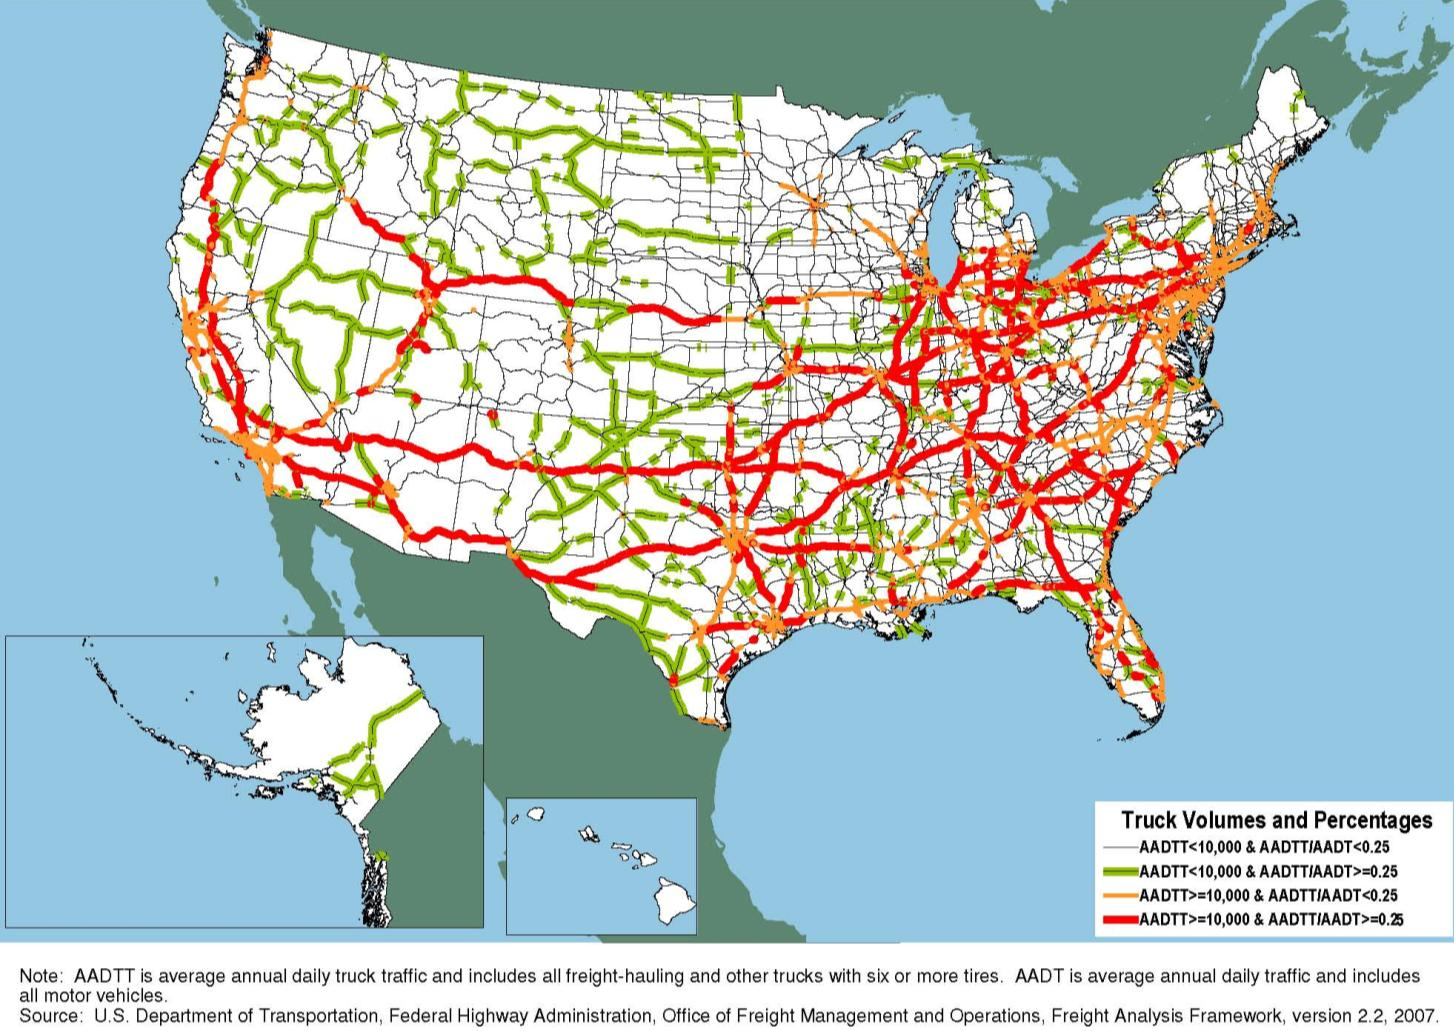 Truck Volumes and Percentages
AADTT<10,000 & AADTT/AADT<0.25
AADTT<10,000 & AADTT/AADT>=0.25
AADTT>=10,000 & AADTT/AADT<0.25
AADTT>=10,000 & AADTT/AADT>=0.25
Note:  AADTT is average annual daily truck traffic and includes all freight-hauling and other trucks with six or more tires.  AADT is average annual daily traffic and includes
all motor vehicles.
Source:  U.S. Department of Transportation, Federal Highway Administration, Office of Freight Management and Operations, Freight Analysis Framework, version 2.2, 2007.